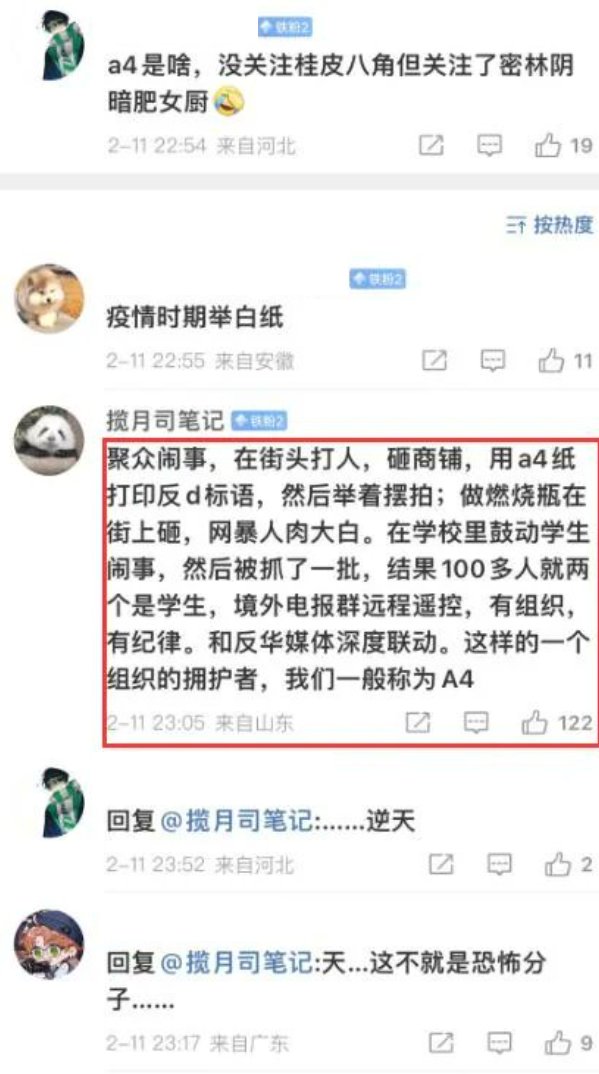 铁粉2
a4是啥，没关注桂皮八角但关注了密林阴
暗肥女厨🤣
2-11 22:54 来自河北
19
按热度
铁粉2
疫情时期举白纸
2-11 22:55 来自安徽
11
揽月司笔记 铁粉2
聚众闹事，在街头打人，砸商铺，用a4纸
打印反d标语，然后举着摆拍；做燃烧瓶在
街上砸，网暴人肉大白。在学校里鼓动学生
闹事，然后被抓了一批，结果100多人就两
个是学生，境外电报群远程遥控，有组织，
有纪律。和反华媒体深度联动。这样的一个
组织的拥护者，我们一般称为A4
2-11 23:05 来自山东
122
回复@揽月司笔记:......逆天
2-11 23:52 来自河北
2
回复@揽月司笔记:天...这不就是恐怖分
子......
2-11 23:17 来自广东
9